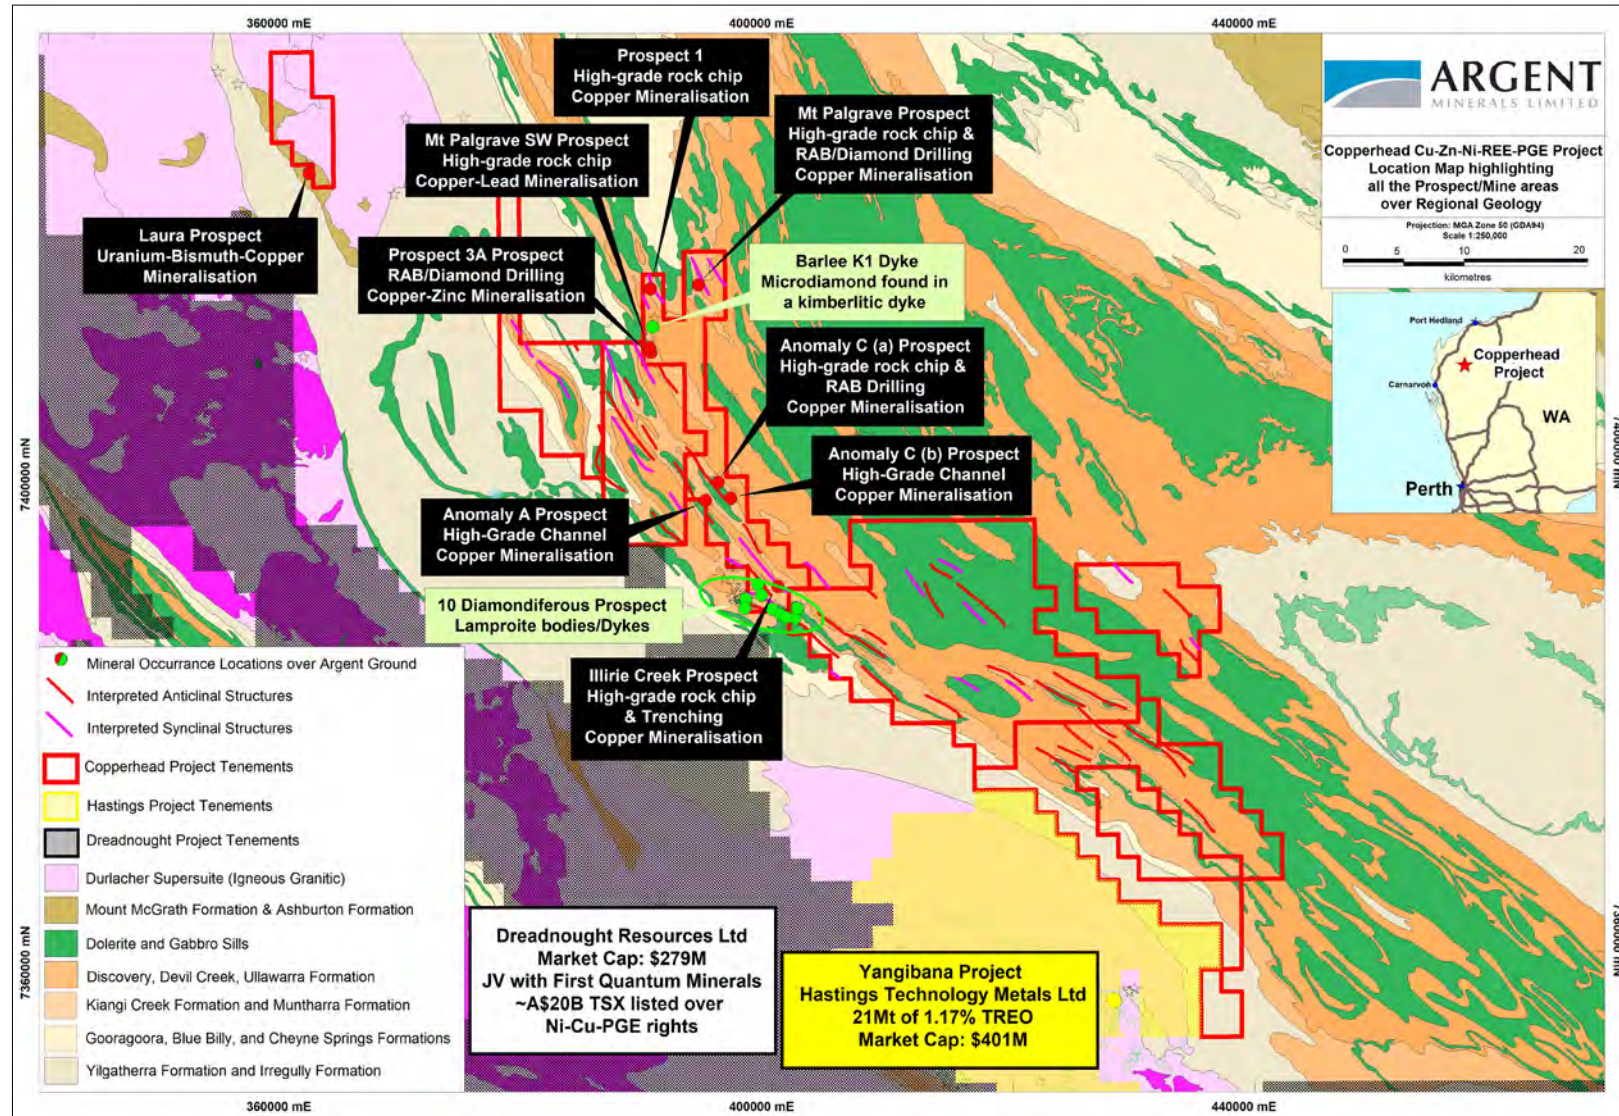 360000 mE
400000 mE
440000 mE
ARGENT
MINERALS LIMITED
Copperhead Cu-Zn-Ni-REE-PGE Project
Location Map highlighting
all the Prospect/Mine areas
over Regional Geology
Projection: MGA Zone 50 (GDA94)
Scale 1:250,000
0 5 10 20
kilometres
Port Hedland
Copperhead
Project
Carnarvon
WA
Perth
Prospect 1
High-grade rock chip
Copper Mineralisation
Mt Palgrave SW Prospect
High-grade rock chip
Copper-Lead Mineralisation
Mt Palgrave Prospect
High-grade rock chip &
RAB/Diamond Drilling
Copper Mineralisation
Laura Prospect
Uranium-Bismuth-Copper
Mineralisation
Prospect 3A Prospect
RAB/Diamond Drilling
Copper-Zinc Mineralisation
Barlee K1 Dyke
Microdiamond found in
a kimberlitic dyke
Anomaly C (a) Prospect
High-grade rock chip &
RAB Drilling
Copper Mineralisation
Anomaly C (b) Prospect
High-Grade Channel
Copper Mineralisation
Anomaly A Prospect
High-Grade Channel
Copper Mineralisation
10 Diamondiferous Prospect
Lamproite bodies/Dykes
Illirie Creek Prospect
High-grade rock chip
& Trenching
Copper Mineralisation
7400000 mN
7400000 mN
Mineral Occurrance Locations over Argent Ground
Interpreted Anticlinal Structures
Interpreted Synclinal Structures
Copperhead Project Tenements
Hastings Project Tenements
Dreadnought Project Tenements
Durlacher Supersuite (Igneous Granitic)
Mount McGrath Formation & Ashburton Formation
Dolerite and Gabbro Sills
Discovery, Devil Creek, Ullawarra Formation
Kiangi Creek Formation and Muntharra Formation
Gooragoora, Blue Billy, and Cheyne Springs Formations
Yilgatherra Formation and Irregully Formation
Dreadnought Resources Ltd
Market Cap: $279M
JV with First Quantum Minerals
~A$20B TSX listed over
Ni-Cu-PGE rights
Yangibana Project
Hastings Technology Metals Ltd
21Mt of 1.17% TREO
Market Cap: $401M
7360000 mN
7360000 mN
360000 mE
400000 mE
440000 mE